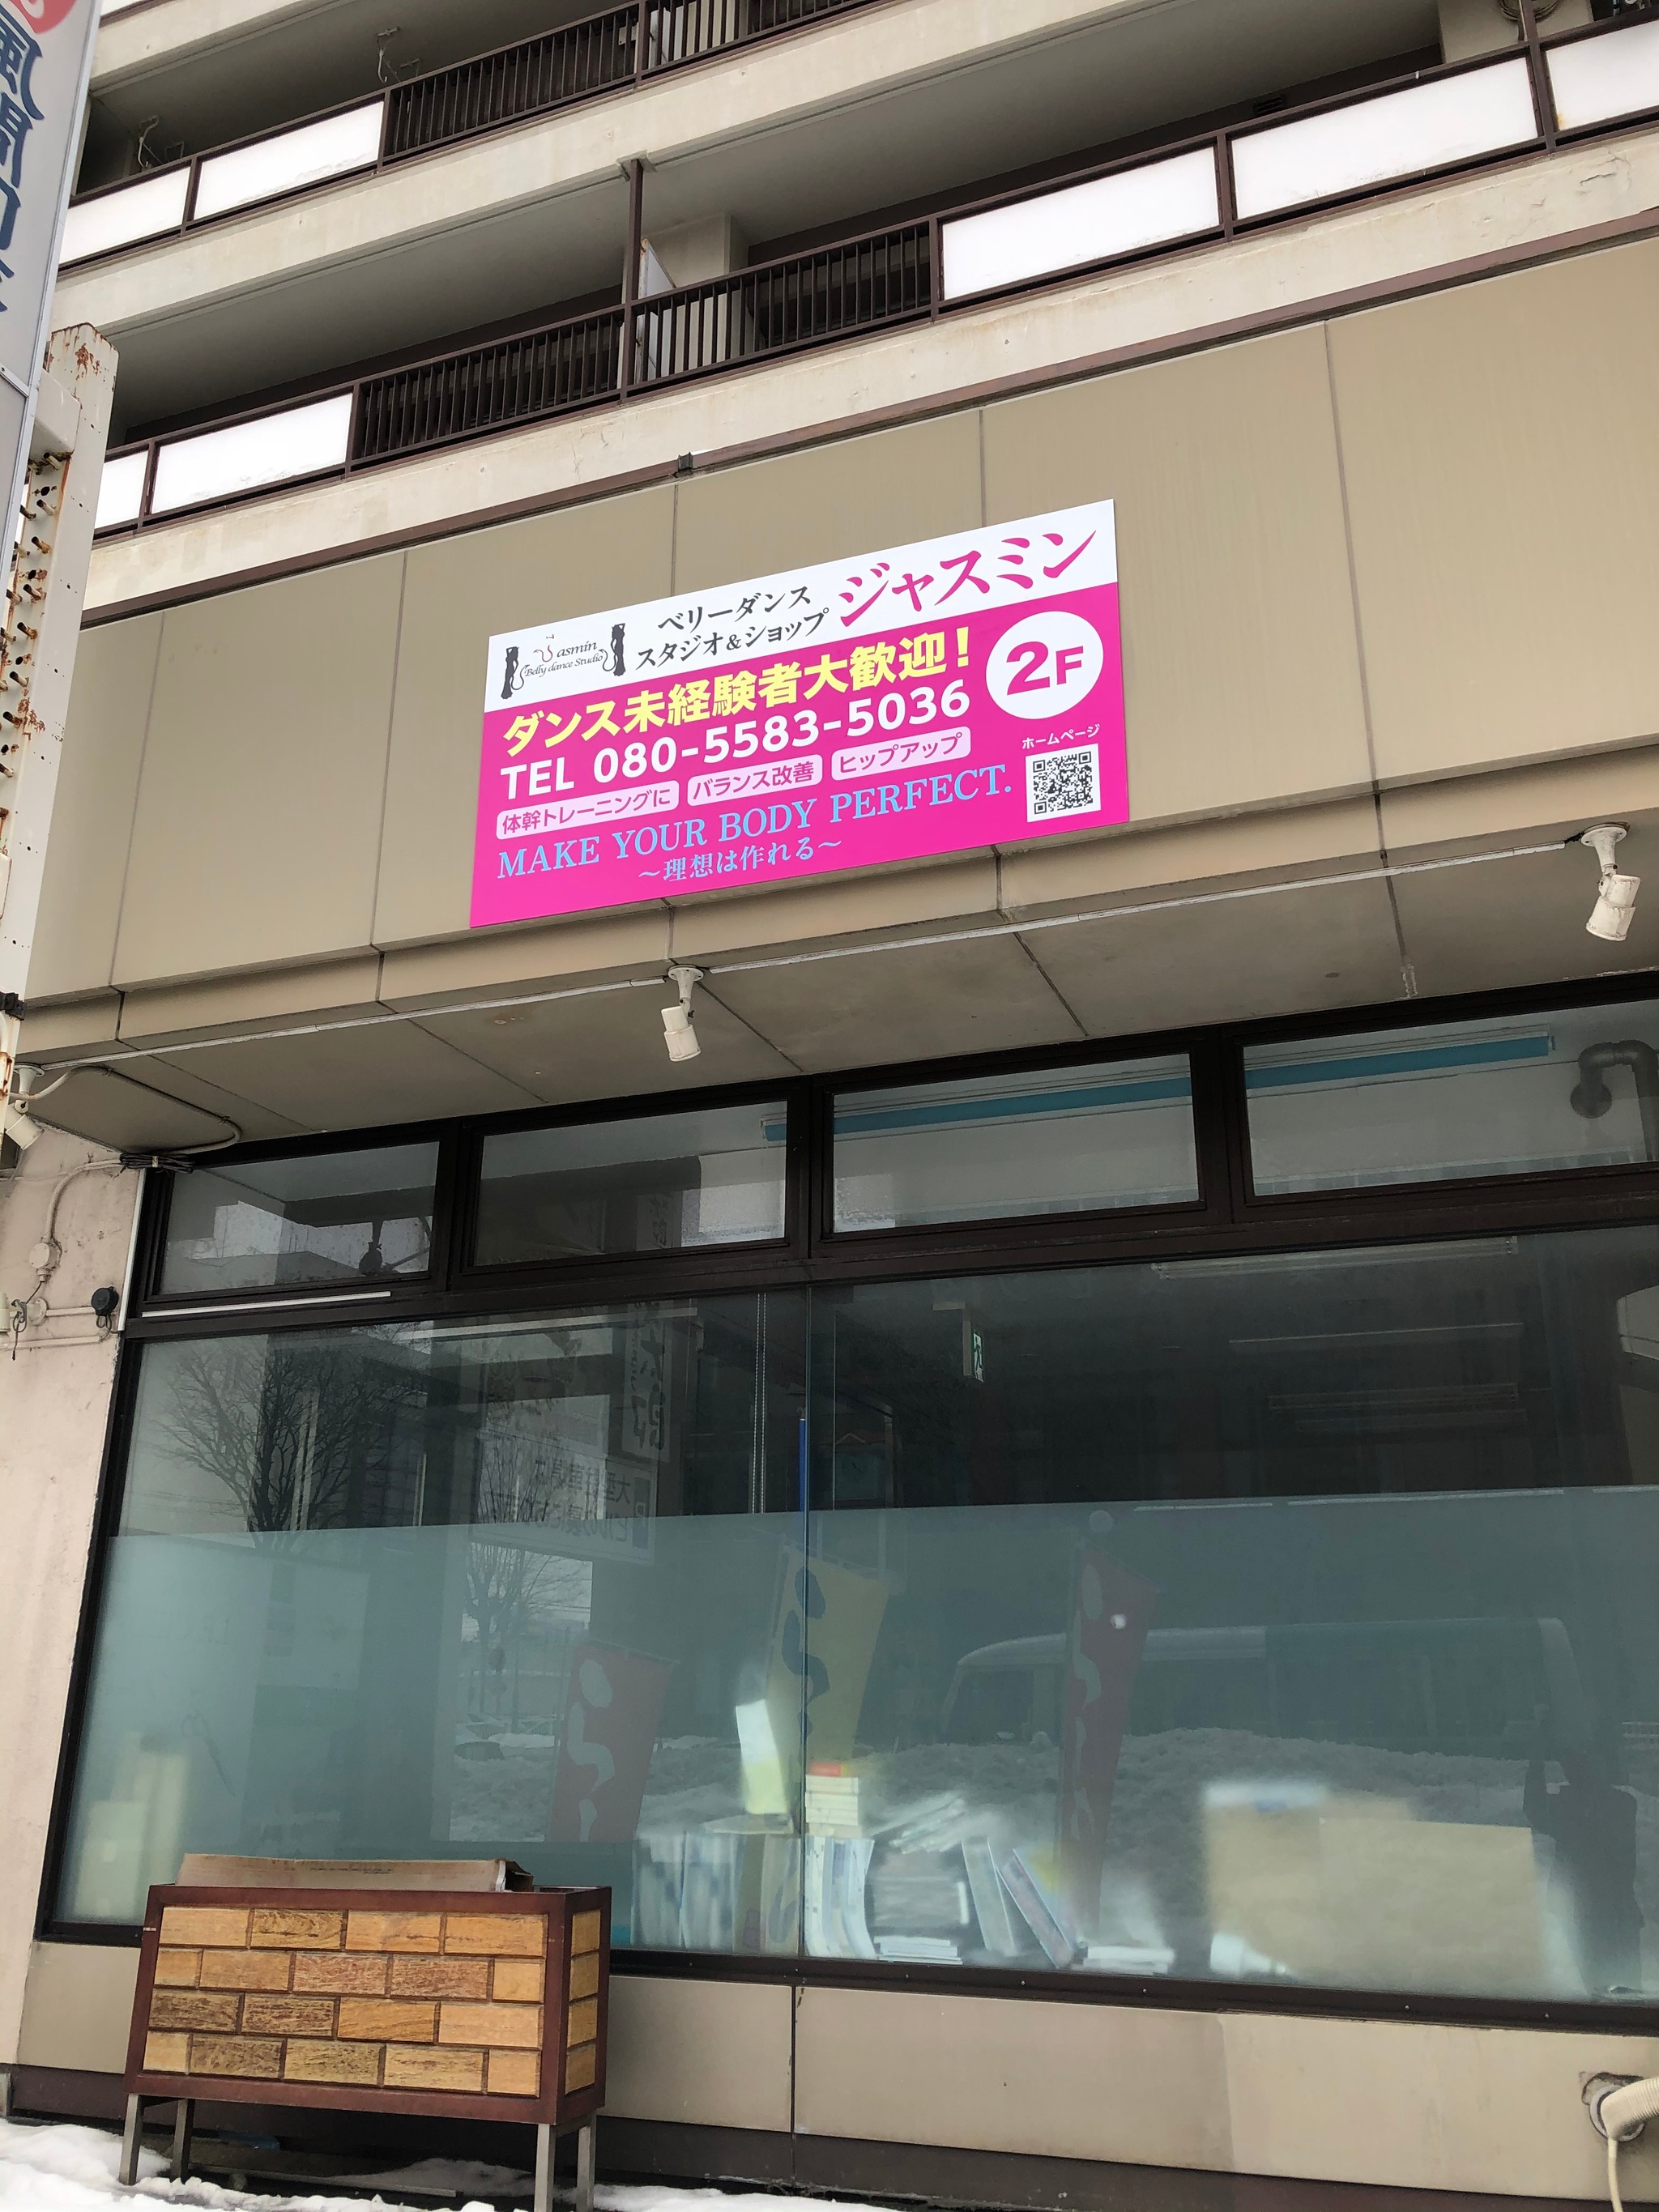 ベリーダンス
スタジオ&ショップ
ジャスミン
Jasmin
Belly dance Studio
ダンス未経験者大歓迎!
2F
TEL 080-5583-5036
体幹トレーニングに バランス改善 ヒップアップ
ホームページ
MAKE YOUR BODY PERFECT.
～理想は作れる～